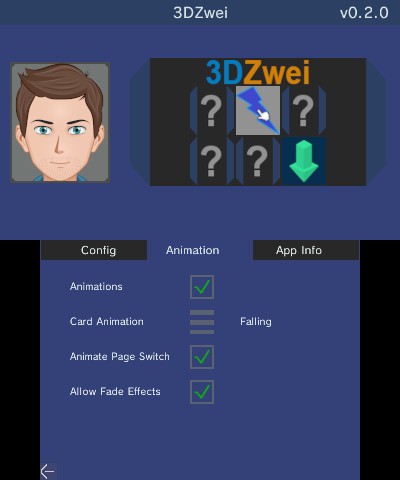 3DZwei
v0.2.0
3DZwei
? ?
? ?
Config
Animation
App Info
Animations
Card Animation
Falling
Animate Page Switch
Allow Fade Effects